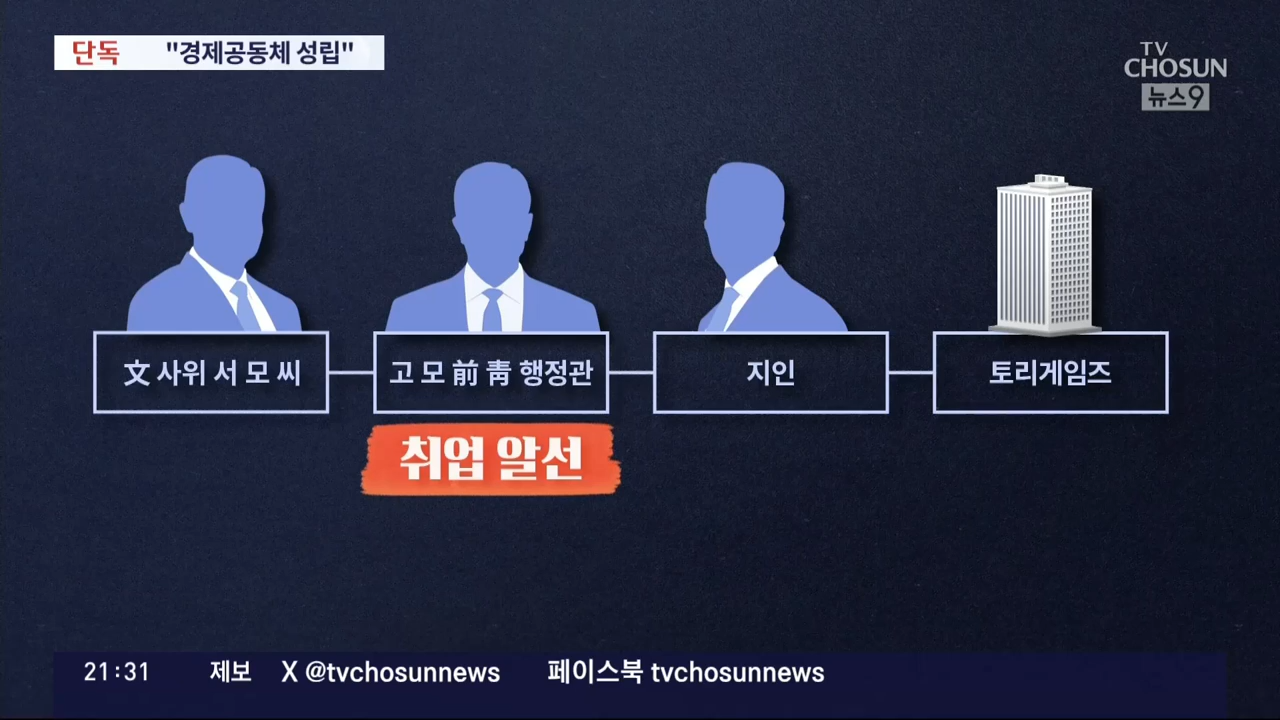 단독 "경제공동체 성립"
TV
CHOSUN
뉴스9
文 사위 서 모 씨
고 모 前 靑 행정관
지인
토리게임즈
취업 알선
21:31 제보 X @tvchosunnews 페이스북 tvchosunnews